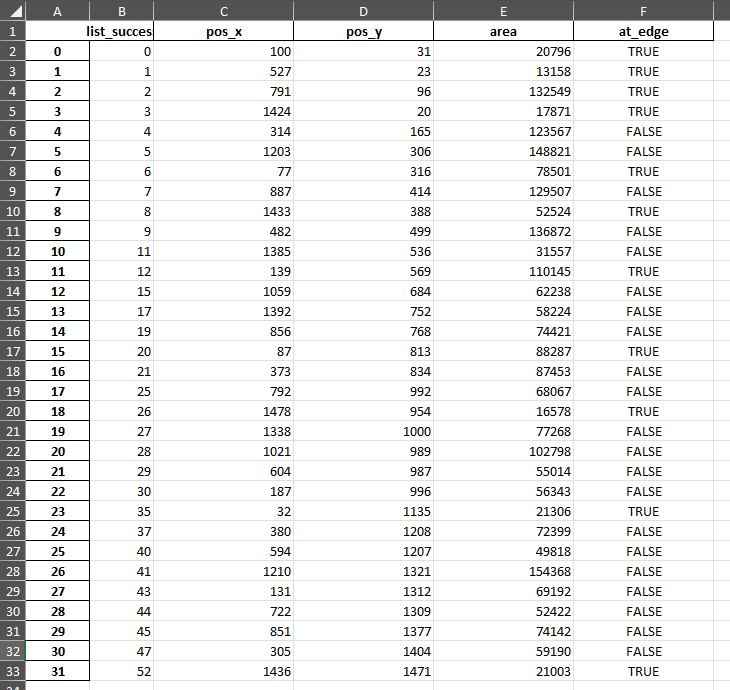 A B C D E F
1 list_succes pos_x pos_y area at_edge
2 0 0 100 31 20796 TRUE
3 1 1 527 23 13158 TRUE
4 2 2 791 96 132549 TRUE
5 3 3 1424 20 17871 TRUE
6 4 4 314 165 123567 FALSE
7 5 5 1203 306 148821 FALSE
8 6 6 77 316 78501 TRUE
9 7 7 887 414 129507 FALSE
10 8 8 1433 388 52524 TRUE
11 9 9 482 499 136872 FALSE
12 10 11 1385 536 31557 FALSE
13 11 12 139 569 110145 TRUE
14 12 15 1059 684 62238 FALSE
15 13 17 1392 752 58224 FALSE
16 14 19 856 768 74421 FALSE
17 15 20 87 813 88287 TRUE
18 16 21 373 834 87453 FALSE
19 17 25 792 992 68067 FALSE
20 18 26 1478 954 16578 TRUE
21 19 27 1338 1000 77268 FALSE
22 20 28 1021 989 102798 FALSE
23 21 29 604 987 55014 FALSE
24 22 30 187 996 56343 FALSE
25 23 35 32 1135 21306 TRUE
26 24 37 380 1208 72399 FALSE
27 25 40 594 1207 49818 FALSE
28 26 41 1210 1321 154368 FALSE
29 27 43 131 1312 69192 FALSE
30 28 44 722 1309 52422 FALSE
31 29 45 851 1377 74142 FALSE
32 30 47 305 1404 59190 FALSE
33 31 52 1436 1471 21003 TRUE